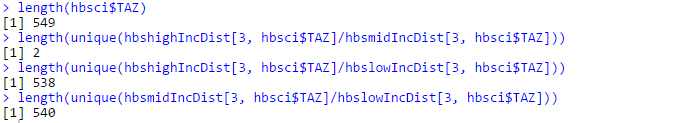 > length(hbsci$TAZ)
[1] 549
> length(unique(hbshighIncDist[3, hbsci$TAZ]/hbsmidIncDist[3, hbsci$TAZ]))
[1] 2
> length(unique(hbshighIncDist[3, hbsci$TAZ]/hbslowIncDist[3, hbsci$TAZ]))
[1] 538
> length(unique(hbsmidIncDist[3, hbsci$TAZ]/hbslowIncDist[3, hbsci$TAZ]))
[1] 540